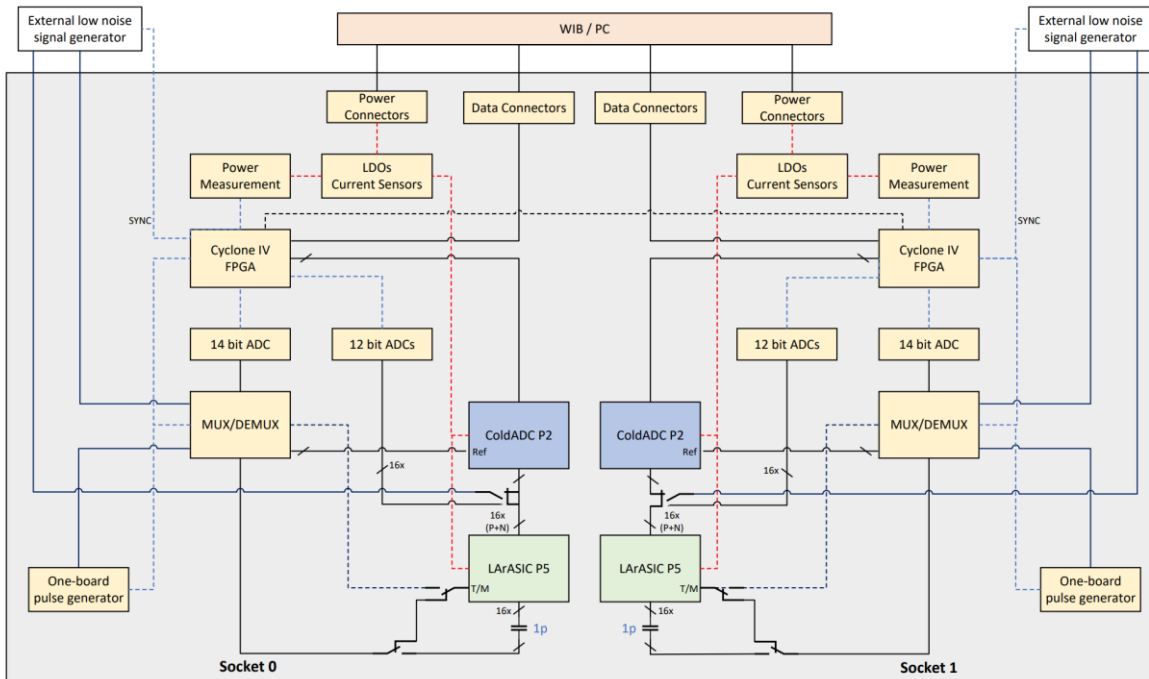 External low noise
signal generator
WIB / PC
External low noise
signal generator
Power
Connectors
Data Connectors
Data Connectors
Power
Connectors
Power
Measurement
LDOs
Current Sensors
LDOs
Current Sensors
Power
Measurement
SYNC
SYNC
Cyclone IV
FPGA
Cyclone IV
FPGA
14 bit ADC
12 bit ADCs
12 bit ADCs
14 bit ADC
MUX/DEMUX
ColdADC P2
Ref
ColdADC P2
Ref
MUX/DEMUX
16x
16x
16x
(P+N)
16x
(P+N)
One-board
pulse generator
LArASIC P5
T/M
LArASIC P5
T/M
One-board
pulse generator
16x
16x
1p
1p
Socket 0
Socket 1